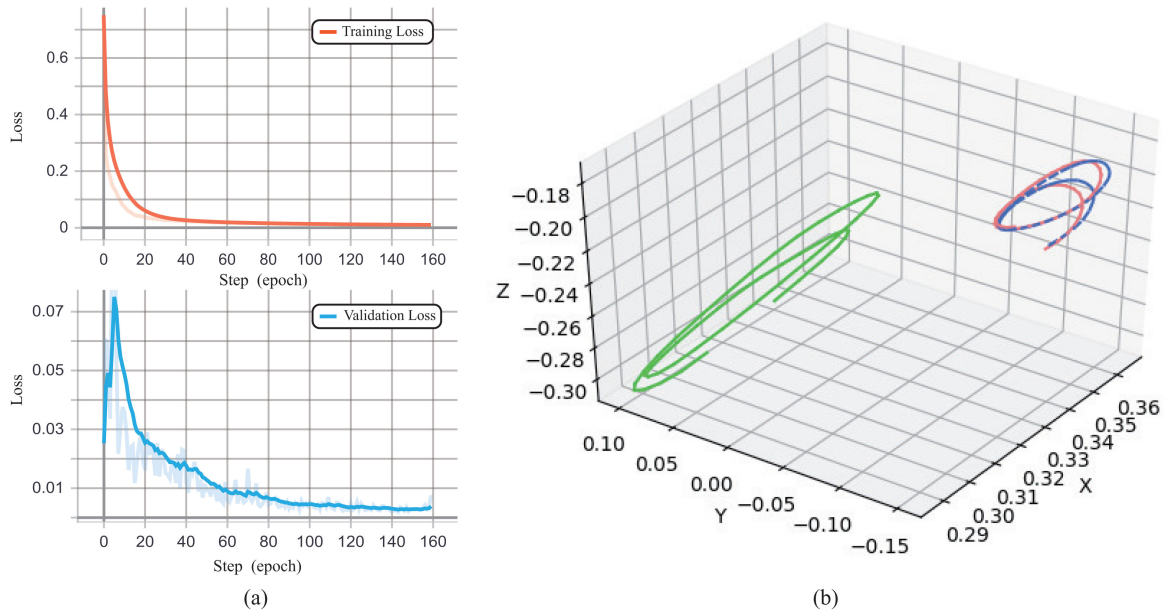 Training Loss
Loss
0.6
0.4
0.2
0
0 20 40 60 80 100 120 140 160
Step (epoch)
Validation Loss
Loss
0.07
0.05
0.03
0.01
0 20 40 60 80 100 120 140 160
Step (epoch)
(a)
Z
−0.18
−0.20
−0.22
−0.24
−0.26
−0.28
−0.30
0.10
0.05
0.00
−0.05
−0.10
−0.15
Y
0.29
0.30
0.31
0.32
0.33
0.34
0.35
0.36
X
(b)